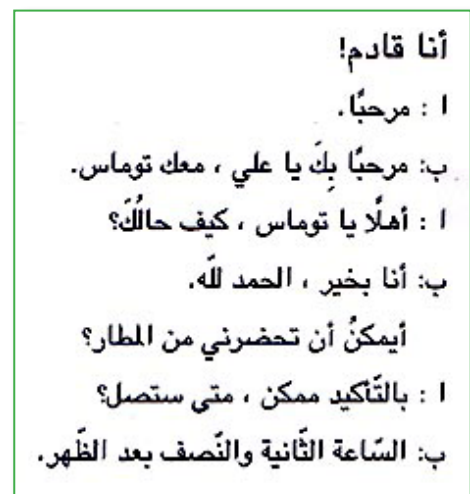 أنا قادم!
ا : مرحبًا.
ب: مرحبًا بِكَ يا علي ، معك توماس.
ا : أهلًا يا توماس ، كيف حالُكَ؟
ب: أنا بخير ، الحمد للّه.
أيمكنُ أن تحضرني من المطار؟
ا : بالتّأكيد ممكن ، متى ستصل؟
ب: السّاعة الثّانية والنّصف بعد الظّهر.